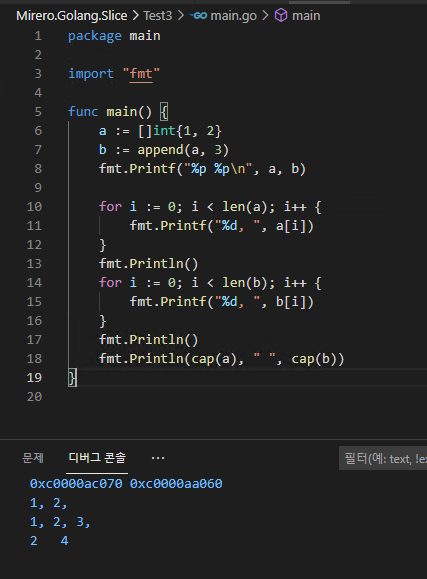 Mirero.Golang.Slice > Test3 > GO main.go > main
1 package main
2
3 import "fmt"
4
5 func main() {
6     a := []int{1, 2}
7     b := append(a, 3)
8     fmt.Printf("%p %p\n", a, b)
9
10     for i := 0; i < len(a); i++ {
11         fmt.Printf("%d, ", a[i])
12     }
13     fmt.Println()
14     for i := 0; i < len(b); i++ {
15         fmt.Printf("%d, ", b[i])
16     }
17     fmt.Println()
18     fmt.Println(cap(a), " ", cap(b))
19 }
20
문제 디버그 콘솔 ··· 필터(예: text, !ex
0xc0000ac070 0xc0000aa060
1, 2,
1, 2, 3,
2   4